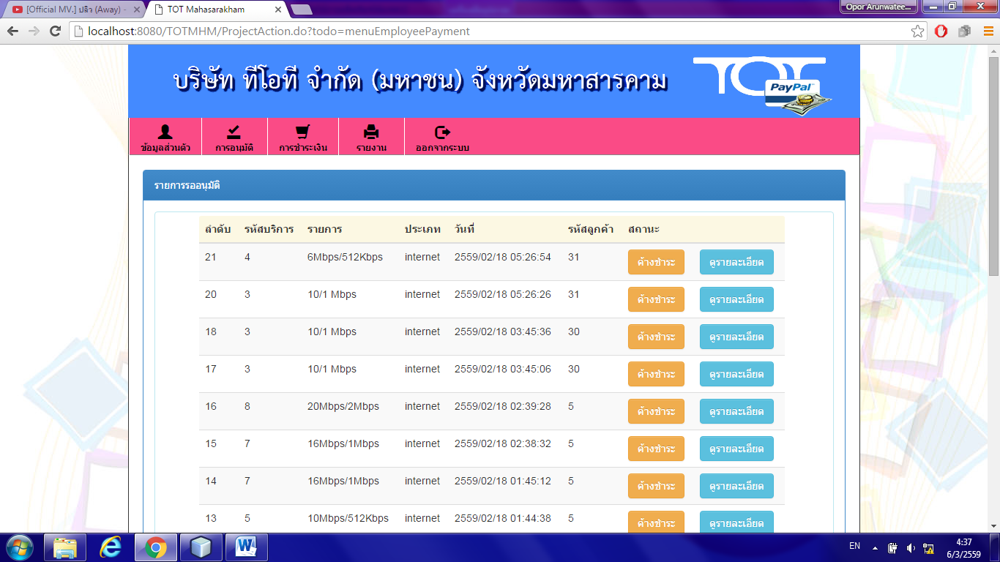 [Official MV.] ปลิว (Away) -
TOT Mahasarakham
Opor Arunwatee...
localhost:8080/TOTMHM/ProjectAction.do?todo=menuEmployeePayment
บริษัท ทีโอที จำกัด (มหาชน) จังหวัดมหาสารคาม
TOT
PayPal
ข้อมูลส่วนตัว การอนุมัติ การชำระเงิน รายงาน ออกจากระบบ
รายการรออนุมัติ
ลำดับ รหัสบริการ รายการ ประเภท วันที่ รหัสลูกค้า สถานะ
21 4 6Mbps/512Kbps internet 2559/02/18 05:26:54 31 ค้างชำระ ดูรายละเอียด
20 3 10/1 Mbps internet 2559/02/18 05:26:26 31 ค้างชำระ ดูรายละเอียด
18 3 10/1 Mbps internet 2559/02/18 03:45:36 30 ค้างชำระ ดูรายละเอียด
17 3 10/1 Mbps internet 2559/02/18 03:45:06 30 ค้างชำระ ดูรายละเอียด
16 8 20Mbps/2Mbps internet 2559/02/18 02:39:28 5 ค้างชำระ ดูรายละเอียด
15 7 16Mbps/1Mbps internet 2559/02/18 02:38:32 5 ค้างชำระ ดูรายละเอียด
14 7 16Mbps/1Mbps internet 2559/02/18 01:45:12 5 ค้างชำระ ดูรายละเอียด
13 5 10Mbps/512Kbps internet 2559/02/18 01:44:38 5 ค้างชำระ ดูรายละเอียด
EN
4:37
6/3/2559